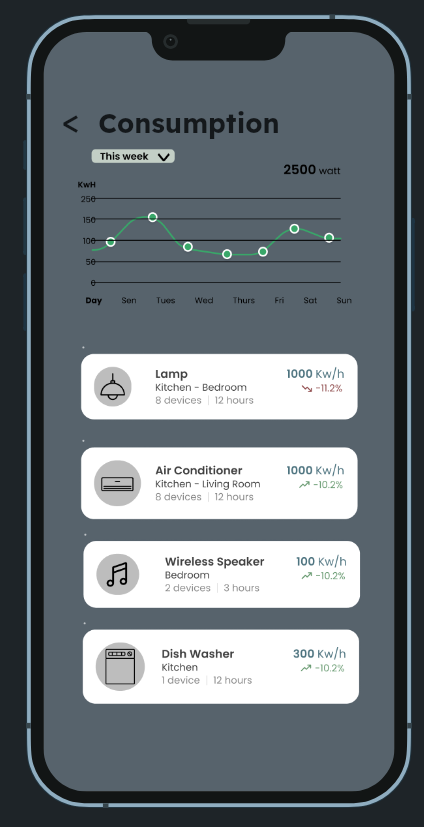 < Consumption
This week
2500 watt
KwH
250
150
100
50
0
Day Sen Tues Wed Thurs Fri Sat Sun
Lamp
1000 Kw/h
Kitchen - Bedroom
-11.2%
8 devices | 12 hours
Air Conditioner
1000 Kw/h
Kitchen - Living Room
-10.2%
8 devices | 12 hours
Wireless Speaker
100 Kw/h
Bedroom
-10.2%
2 devices | 3 hours
Dish Washer
300 Kw/h
Kitchen
-10.2%
1 device | 12 hours